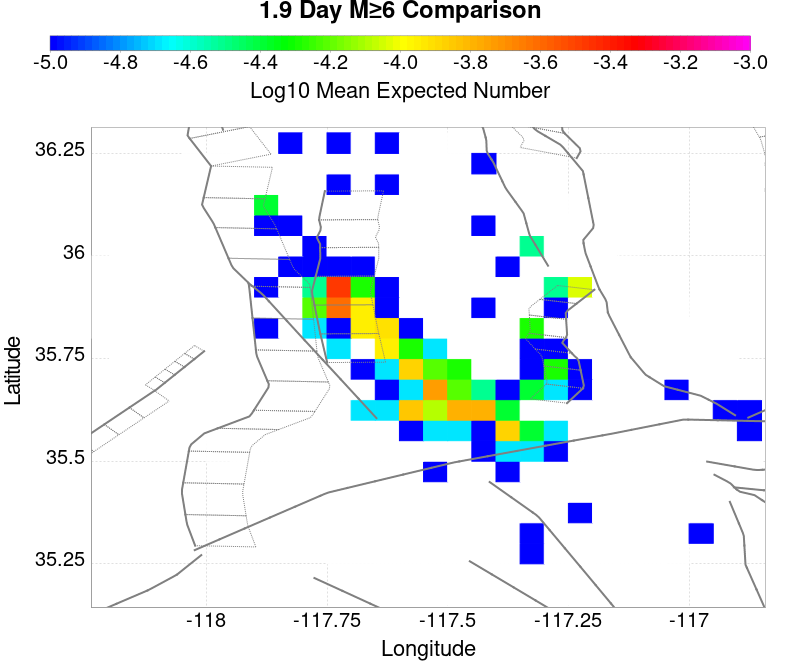 1.9 Day M≥6 Comparison
-5.0 -4.8 -4.6 -4.4 -4.2 -4.0 -3.8 -3.6 -3.4 -3.2 -3.0
Log10 Mean Expected Number
36.25
36
35.75
35.5
35.25
Latitude
-118 -117.75 -117.5 -117.25 -117
Longitude